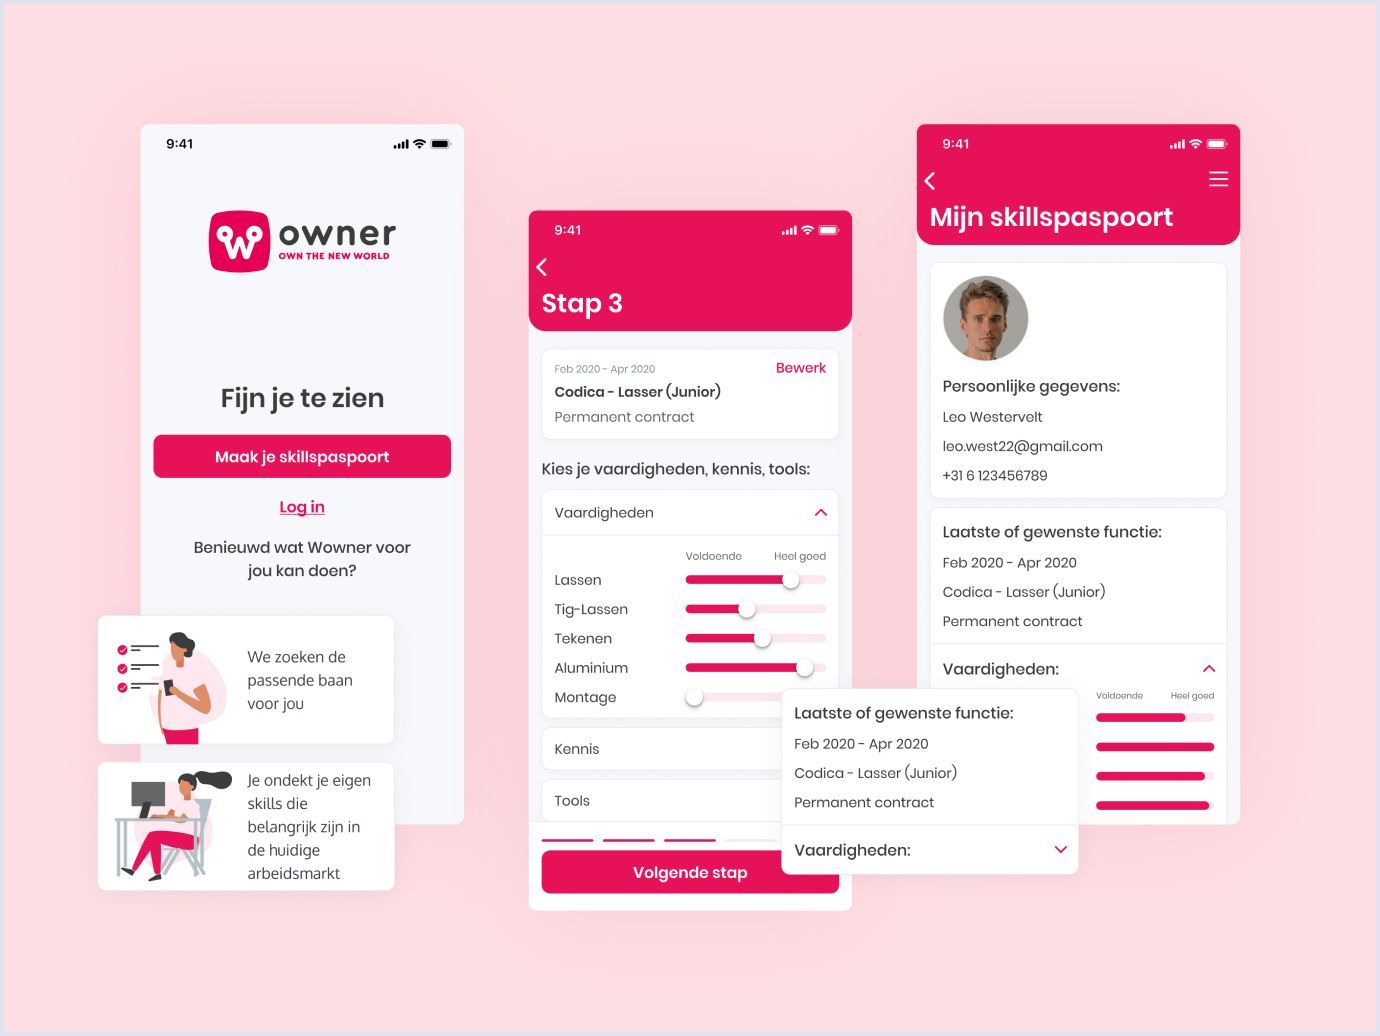 9:41
owner
OWN THE NEW WORLD
Fijn je te zien
Maak je skillspaspoort
Log in
Benieuwd wat Wowner voor
jou kan doen?
We zoeken de
passende baan
voor jou
Je ondekt je eigen
skills die
belangrijk zijn in
de huidige
arbeidsmarkt
9:41
Stap 3
Feb 2020 - Apr 2020
Bewerk
Codica - Lasser (Junior)
Permanent contract
Kies je vaardigheden, kennis, tools:
Vaardigheden
Voldoende Heel goed
Lassen
Tig-Lassen
Tekenen
Aluminium
Montage
Kennis
Tools
Volgende stap
9:41
Mijn skillspaspoort
Persoonlijke gegevens:
Leo Westervelt
leo.west22@gmail.com
+31 6 123456789
Laatste of gewenste functie:
Feb 2020 - Apr 2020
Codica - Lasser (Junior)
Permanent contract
Vaardigheden:
Voldoende Heel goed
Laatste of gewenste functie:
Feb 2020 - Apr 2020
Codica - Lasser (Junior)
Permanent contract
Vaardigheden: